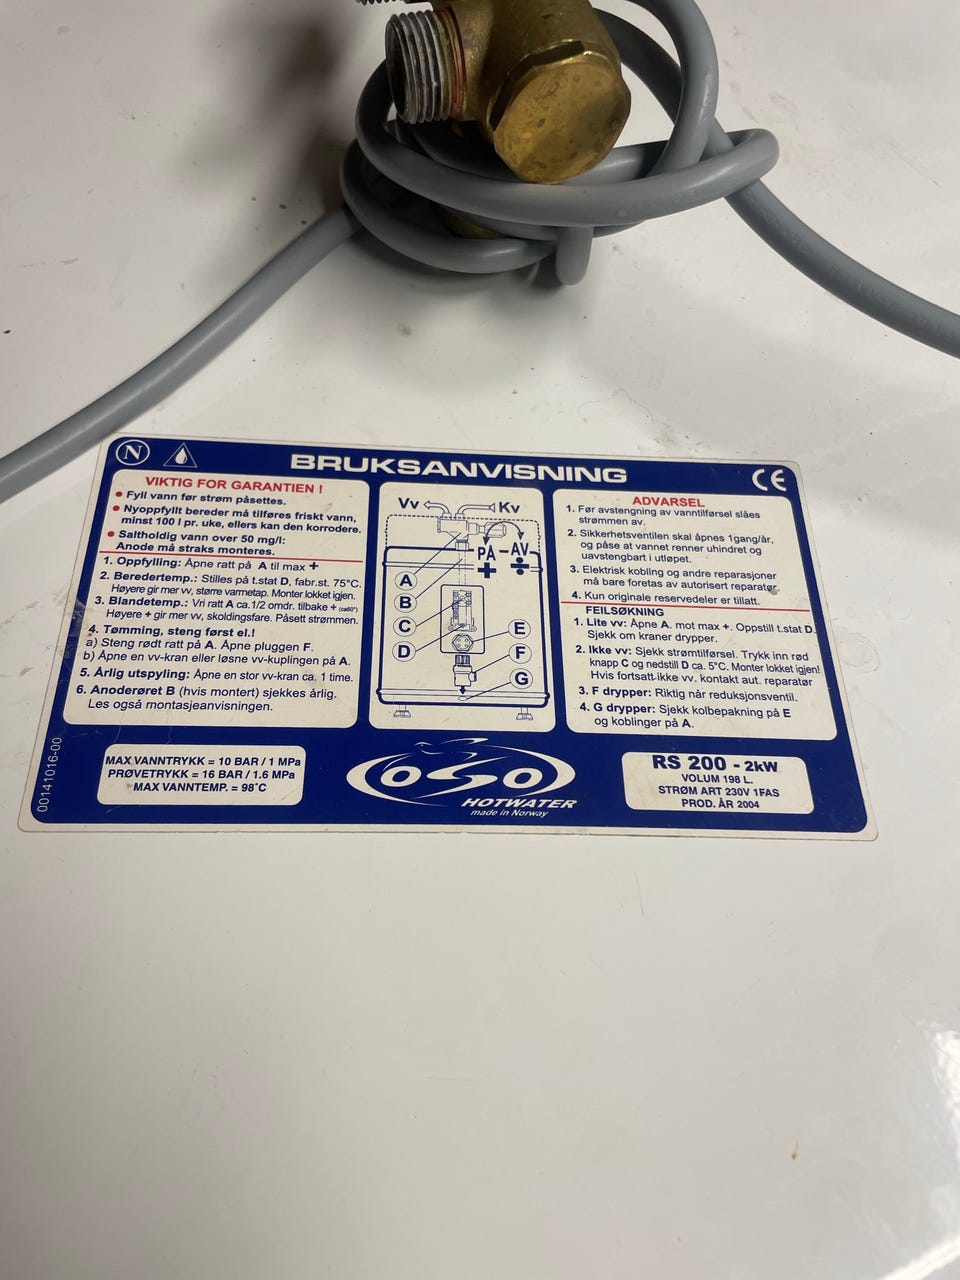 N
BRUKSANVISNING
CE
VIKTIG FOR GARANTIEN !
• Fyll vann før strøm påsettes.
• Nyoppfyllt bereder må tilføres friskt vann,
minst 100 l pr. uke, ellers kan den korrodere.
• Saltholdig vann over 50 mg/l:
Anode må straks monteres.
1. Oppfylling: Åpne ratt på A til max +
2. Beredertemp.: Stilles på t.stat D, fabr.st. 75°C.
Høyere gir mer vv, større varmetap. Monter lokket igjen.
3. Blandetemp.: Vri ratt A ca.1/2 omdr. tilbake + (ca60°)
Høyere + gir mer vv, skoldingsfare. Påsett strømmen.
4. Tømming, steng først el.!
a) Steng rødt ratt på A. Åpne pluggen F.
b) Åpne en vv-kran eller løsne vv-kuplingen på A.
5. Årlig utspyling: Åpne en stor vv-kran ca. 1 time.
6. Anoderøret B (hvis montert) sjekkes årlig.
Les også montasjeanvisningen.
Vv
Kv
PÅ - AV
+ ÷
A
B
C
D
E
F
G
ADVARSEL
1. Før avstengning av vanntilførsel slåes
strømmen av.
2. Sikkerhetsventilen skal åpnes 1gang/år,
og påse at vannet renner uhindret og
uavstengbart i utløpet.
3. Elektrisk kobling og andre reparasjoner
må bare foretas av autorisert reparatør.
4. Kun originale reservedeler er tillatt.
FEILSØKNING
1. Lite vv: Åpne A. mot max +. Oppstill t.stat D.
Sjekk om kraner drypper.
2. Ikke vv: Sjekk strømtilførsel. Trykk inn rød
knapp C og nedstill D ca. 5°C. Monter lokket igjen!
Hvis fortsatt-ikke vv. kontakt aut. reparatør
3. F drypper: Riktig når reduksjonsventil.
4. G drypper: Sjekk kolbepakning på E
og koblinger på A.
00141016-00
MAX VANNTRYKK = 10 BAR / 1 MPa
PRØVETRYKK = 16 BAR / 1.6 MPa
MAX VANNTEMP. = 98°C
OSO
HOTWATER
made in Norway
RS 200 - 2kW
VOLUM 198 L.
STRØM ART 230V 1FAS
PROD. ÅR 2004